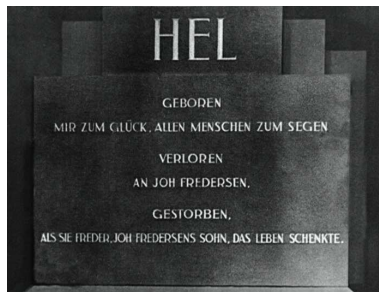 HEL
GEBOREN
MIR ZUM GLÜCK, ALLEN MENSCHEN ZUM SEGEN
VERLOREN
AN JOH FREDERSEN,
GESTORBEN,
ALS SIE FREDER, JOH FREDERSENS SOHN, DAS LEBEN SCHENKTE.